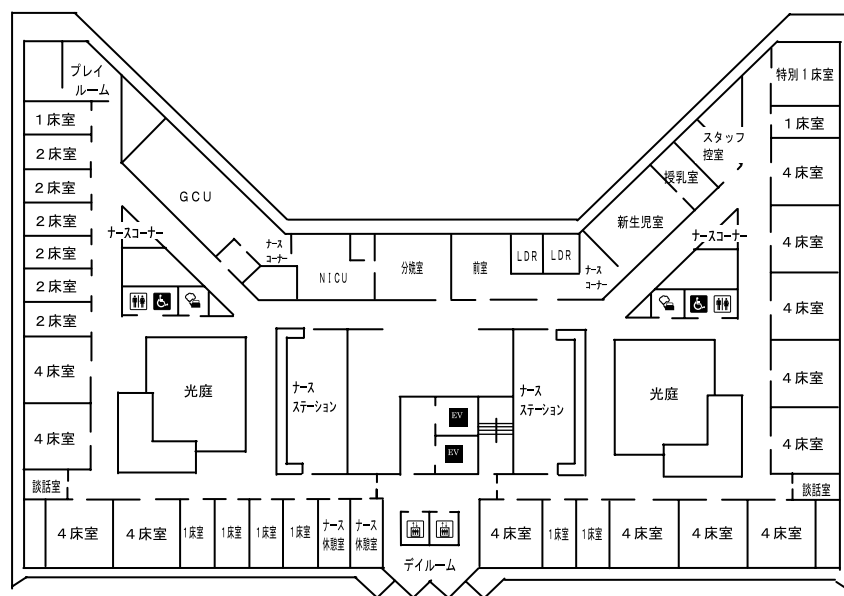 プレイ
ルーム
１床室
２床室
２床室
２床室
２床室
２床室
２床室
４床室
４床室
談話室
GCU
ナースコーナー
ナース
コーナー
NICU
分娩室
前室
LDR
LDR
ナース
コーナー
新生児室
授乳室
スタッフ
控室
ナースコーナー
特別１床室
１床室
４床室
４床室
４床室
４床室
４床室
談話室
光庭
ナース
ステーション
EV
EV
ナース
ステーション
光庭
４床室
４床室
１床室
１床室
１床室
１床室
ナース
休憩室
ナース
休憩室
デイルーム
４床室
１床室
１床室
４床室
４床室
４床室